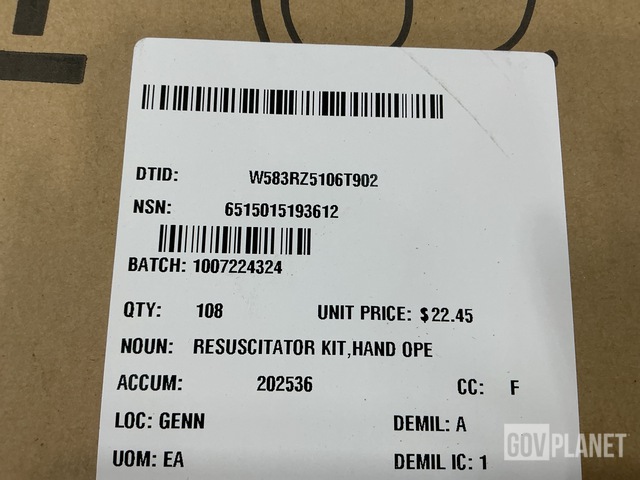 DTID: W583RZ5106T902
NSN: 6515015193612
BATCH: 1007224324
QTY: 108 UNIT PRICE: $22.45
NOUN: RESUSCITATOR KIT,HAND OPE
ACCUM: 202536 CC: F
LOC: GENN DEMIL: A
UOM: EA DEMIL IC: 1
GOVPLANET